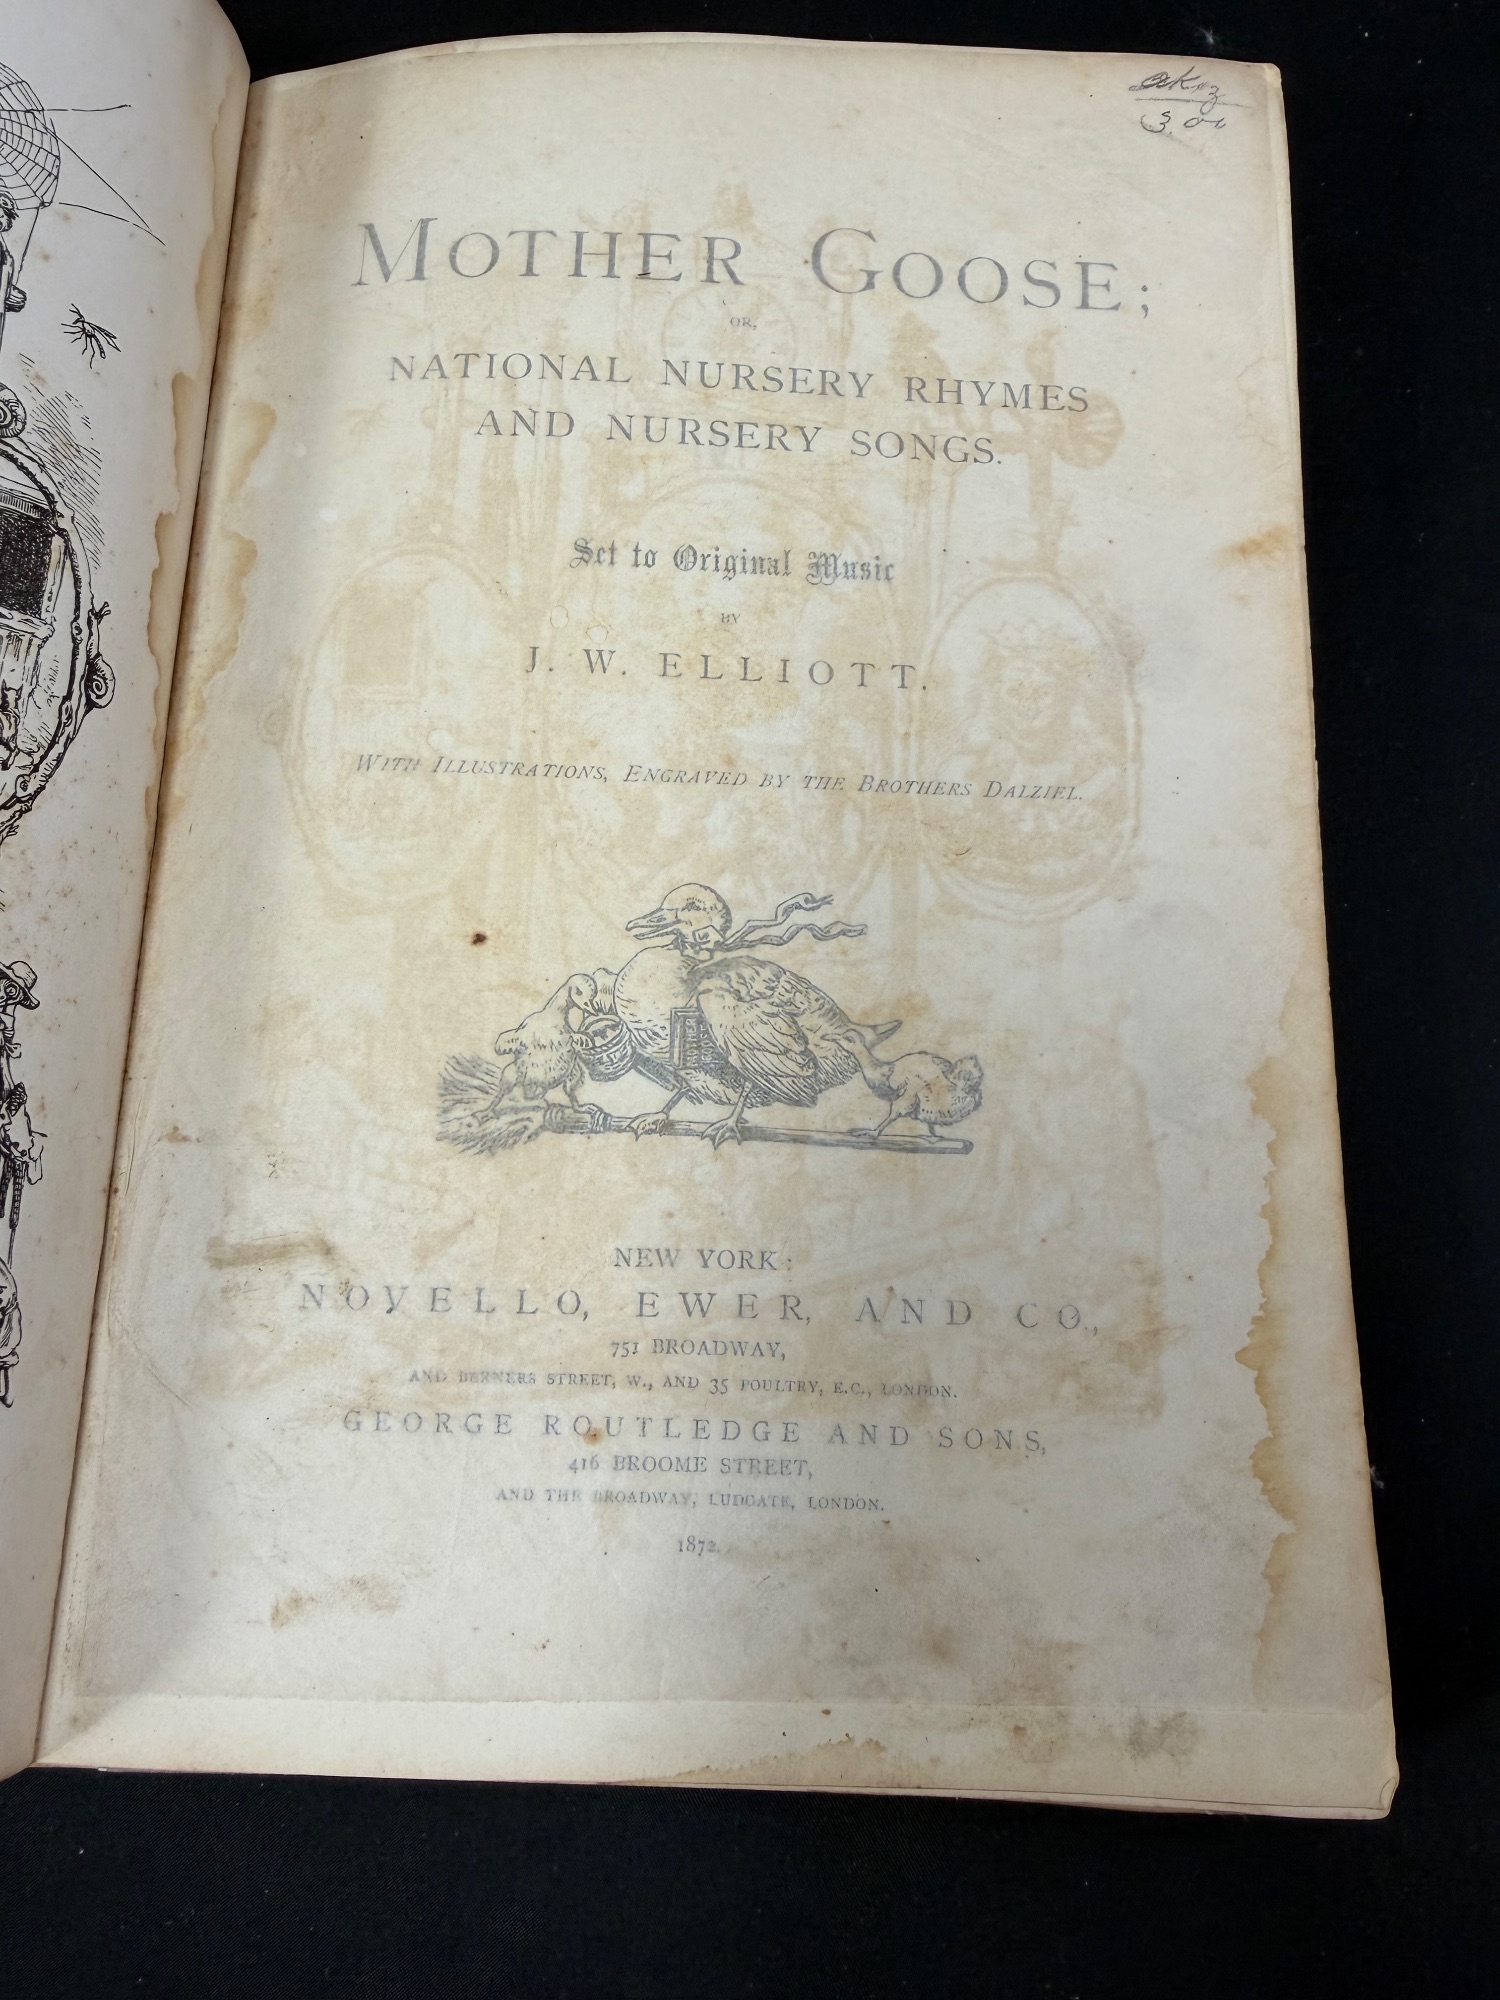 MOTHER GOOSE;
OR,
NATIONAL NURSERY RHYMES
AND NURSERY SONGS.
Set to Original Music
BY
J. W. ELLIOTT.
WITH ILLUSTRATIONS, ENGRAVED BY THE BROTHERS DALZIEL.
MOTHER
GOOSE
NEW YORK:
NOVELLO, EWER, AND CO.,
751 BROADWAY,
AND BERNERS STREET, W., AND 35 POULTRY, E.C., LONDON.
GEORGE ROUTLEDGE AND SONS,
416 BROOME STREET,
AND THE BROADWAY, LUDGATE, LONDON.
1872.